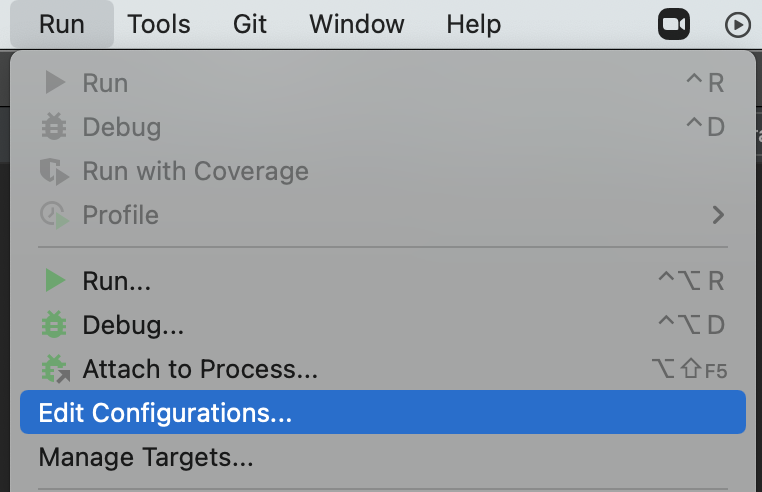 Run Tools Git Window Help
Run ^ R
Debug ^ D
Run with Coverage
Profile
Run... ^⌥ R
Debug... ^⌥ D
Attach to Process... ⌥⇧F5
Edit Configurations...
Manage Targets...